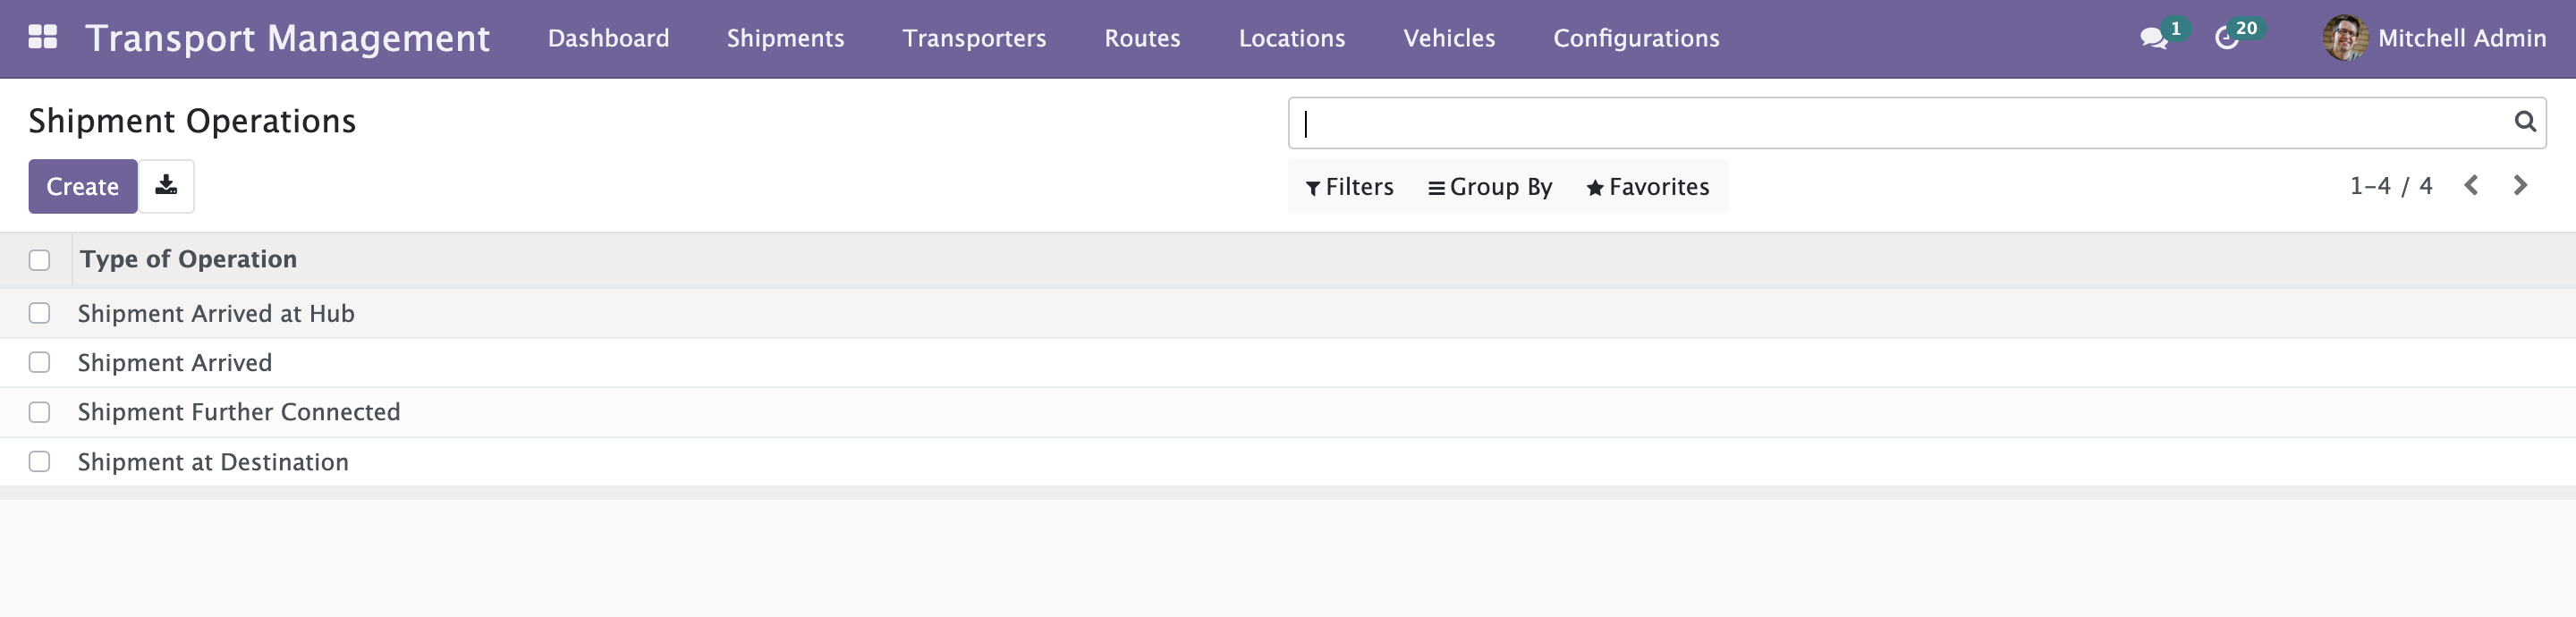 Transport Management Dashboard Shipments Transporters Routes Locations Vehicles Configurations 1 20 Mitchell Admin
Shipment Operations
Create Filters Group By Favorites 1-4 / 4
Type of Operation
Shipment Arrived at Hub
Shipment Arrived
Shipment Further Connected
Shipment at Destination